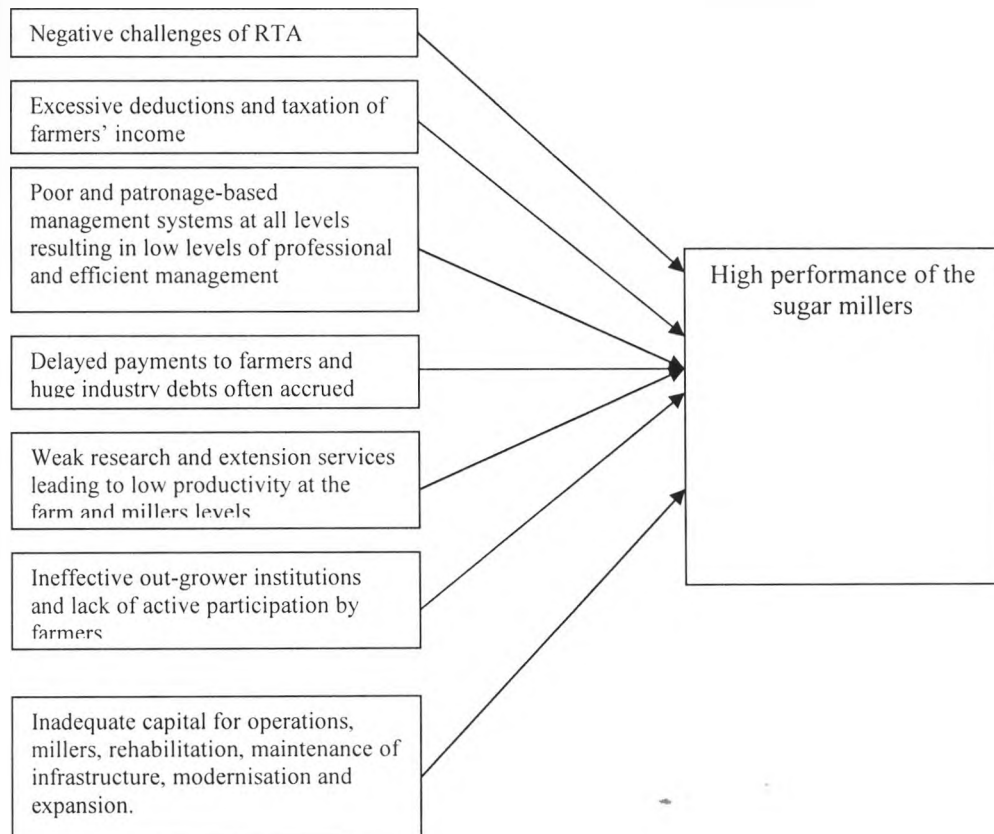 Negative challenges of RTA
Excessive deductions and taxation of
farmers’ income
Poor and patronage-based
management systems at all levels
resulting in low levels of professional
and efficient management
Delayed payments to farmers and
huge industry debts often accrued
Weak research and extension services
leading to low productivity at the
farm and millers levels
Ineffective out-grower institutions
and lack of active participation by
farmers
Inadequate capital for operations,
millers, rehabilitation, maintenance of
infrastructure, modernisation and
expansion.
High performance of the
sugar millers